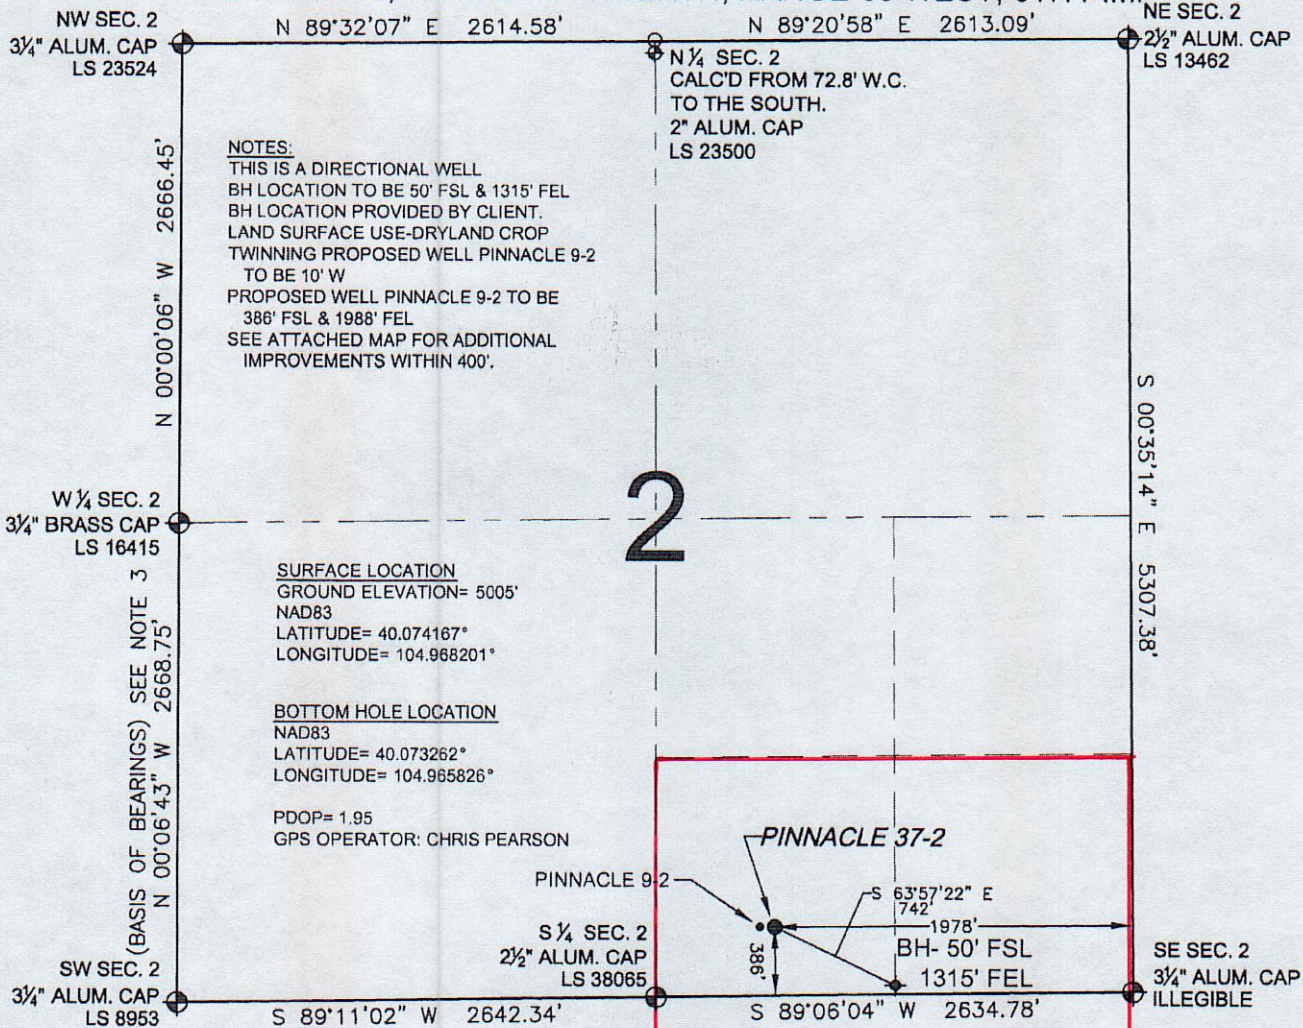 NW SEC. 2
3¼" ALUM. CAP
LS 23524
N 89°32'07" E 2614.58'
N 89°20'58" E 2613.09'
NE SEC. 2
2½" ALUM. CAP
LS 13462
N ¼ SEC. 2
CALC'D FROM 72.8' W.C.
TO THE SOUTH.
2" ALUM. CAP
LS 23500
NOTES:
THIS IS A DIRECTIONAL WELL
BH LOCATION TO BE 50' FSL & 1315' FEL
BH LOCATION PROVIDED BY CLIENT.
LAND SURFACE USE-DRYLAND CROP
TWINNING PROPOSED WELL PINNACLE 9-2
TO BE 10' W
PROPOSED WELL PINNACLE 9-2 TO BE
386' FSL & 1988' FEL
SEE ATTACHED MAP FOR ADDITIONAL
IMPROVEMENTS WITHIN 400'.
N 00°00'06" W 2666.45'
S 00°35'14" E 5307.38'
W ¼ SEC. 2
3¼" BRASS CAP
LS 16415
2
SURFACE LOCATION
GROUND ELEVATION= 5005'
NAD83
LATITUDE= 40.074167°
LONGITUDE= 104.968201°
BOTTOM HOLE LOCATION
NAD83
LATITUDE= 40.073262°
LONGITUDE= 104.965826°
PDOP= 1.95
GPS OPERATOR: CHRIS PEARSON
(BASIS OF BEARINGS) SEE NOTE 3
N 00°06'43" W 2668.75'
PINNACLE 37-2
PINNACLE 9-2
S 63°57'22" E
742'
1978'
386'
BH- 50' FSL
1315' FEL
S ¼ SEC. 2
2½" ALUM. CAP
LS 38065
SE SEC. 2
3¼" ALUM. CAP
ILLEGIBLE
SW SEC. 2
3¼" ALUM. CAP
LS 8953
S 89°11'02" W 2642.34'
S 89°06'04" W 2634.78'